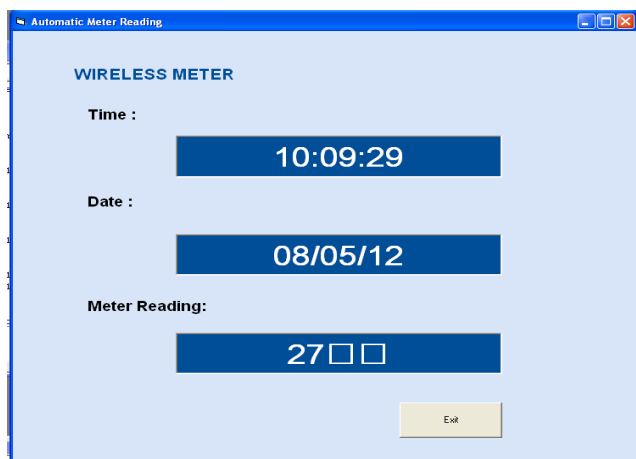 Automatic Meter Reading
WIRELESS METER
Time :
10:09:29
Date :
08/05/12
Meter Reading:
27□□
Exit